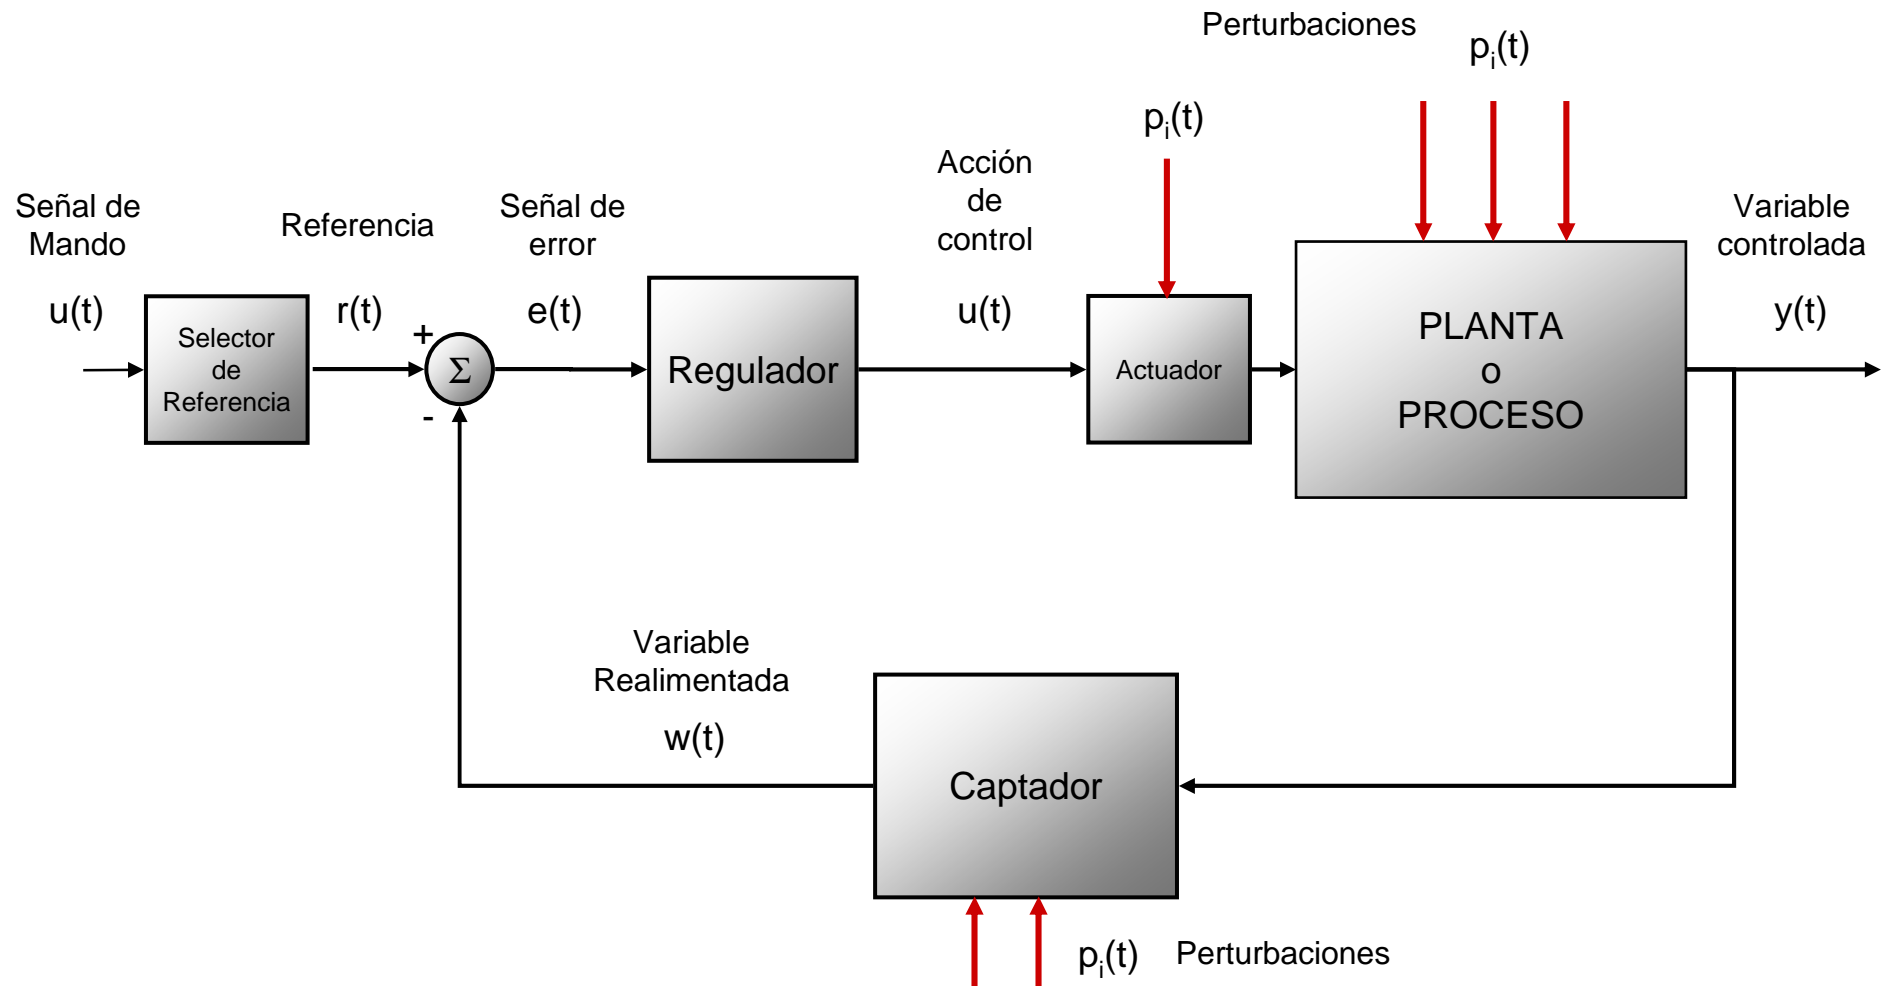 Perturbaciones
pᵢ(t)
pᵢ(t)
Acción
de
control
Señal de
Mando
Referencia
Señal de
error
Variable
controlada
u(t)
r(t)
e(t)
u(t)
y(t)
+
-
Σ
Selector
de
Referencia
Regulador
Actuador
PLANTA
o
PROCESO
Variable
Realimentada
w(t)
Captador
pᵢ(t)
Perturbaciones